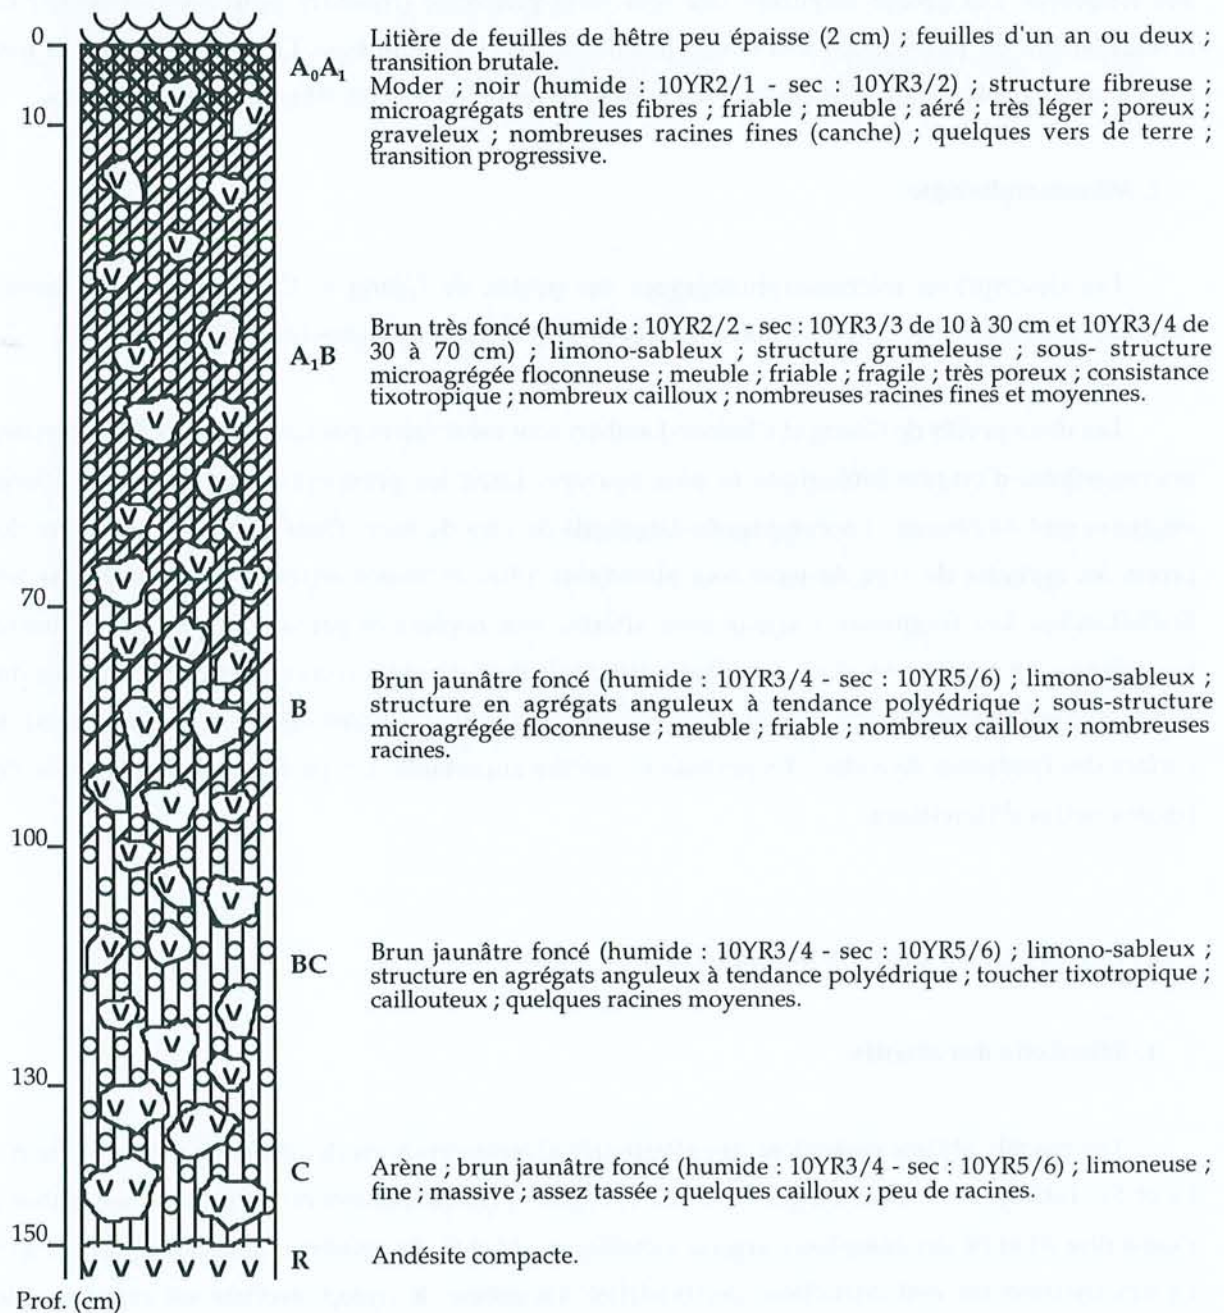 0
Litière de feuilles de hêtre peu épaisse (2 cm) ; feuilles d'un an ou deux ;
transition brutale.
A₀A₁
Moder ; noir (humide : 10YR2/1 - sec : 10YR3/2) ; structure fibreuse ;
microagrégats entre les fibres ; friable ; meuble ; aéré ; très léger ; poreux ;
10
graveleux ; nombreuses racines fines (canche) ; quelques vers de terre ;
transition progressive.
A₁B
Brun très foncé (humide : 10YR2/2 - sec : 10YR3/3 de 10 à 30 cm et 10YR3/4 de
30 à 70 cm) ; limono-sableux ; structure grumeleuse ; sous- structure
microagrégée floconneuse ; meuble ; friable ; fragile ; très poreux ; consistance
tixotropique ; nombreux cailloux ; nombreuses racines fines et moyennes.
70
B
Brun jaunâtre foncé (humide : 10YR3/4 - sec : 10YR5/6) ; limono-sableux ;
structure en agrégats anguleux à tendance polyédrique ; sous-structure
microagrégée floconneuse ; meuble ; friable ; nombreux cailloux ; nombreuses
racines.
100
BC
Brun jaunâtre foncé (humide : 10YR3/4 - sec : 10YR5/6) ; limono-sableux ;
structure en agrégats anguleux à tendance polyédrique ; toucher tixotropique ;
caillouteux ; quelques racines moyennes.
130
C
Arène ; brun jaunâtre foncé (humide : 10YR3/4 - sec : 10YR5/6) ; limoneuse ;
fine ; massive ; assez tassée ; quelques cailloux ; peu de racines.
150
R
Andésite compacte.
Prof. (cm)